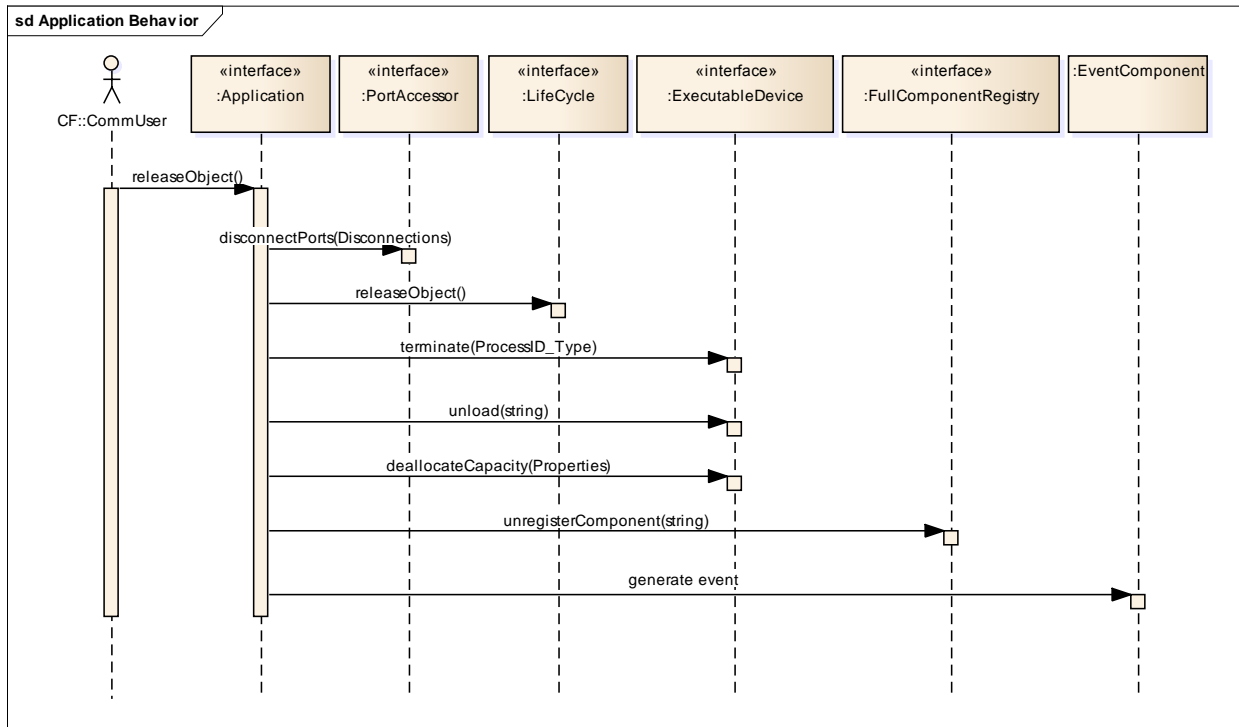 sd Application Behavior
«interface»
:Application
«interface»
:PortAccessor
«interface»
:LifeCycle
«interface»
:ExecutableDevice
«interface»
:FullComponentRegistry
:EventComponent
CF::CommUser
releaseObject()
disconnectPorts(Disconnections)
releaseObject()
terminate(ProcessID_Type)
unload(string)
deallocateCapacity(Properties)
unregisterComponent(string)
generate event